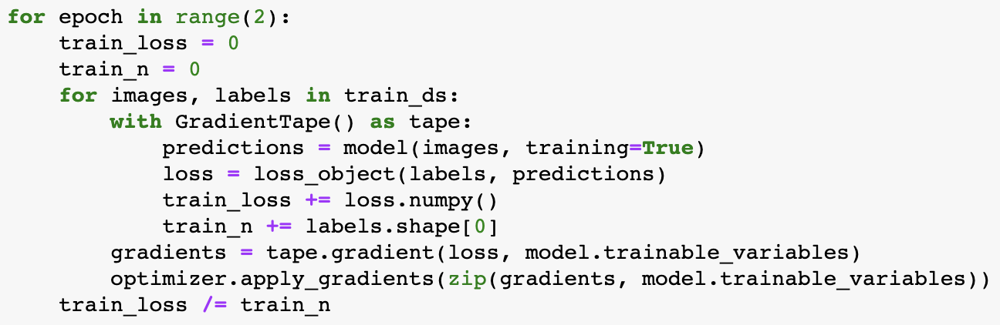 for epoch in range(2):
    train_loss = 0
    train_n = 0
    for images, labels in train_ds:
        with GradientTape() as tape:
            predictions = model(images, training=True)
            loss = loss_object(labels, predictions)
            train_loss += loss.numpy()
            train_n += labels.shape[0]
        gradients = tape.gradient(loss, model.trainable_variables)
        optimizer.apply_gradients(zip(gradients, model.trainable_variables))
    train_loss /= train_n